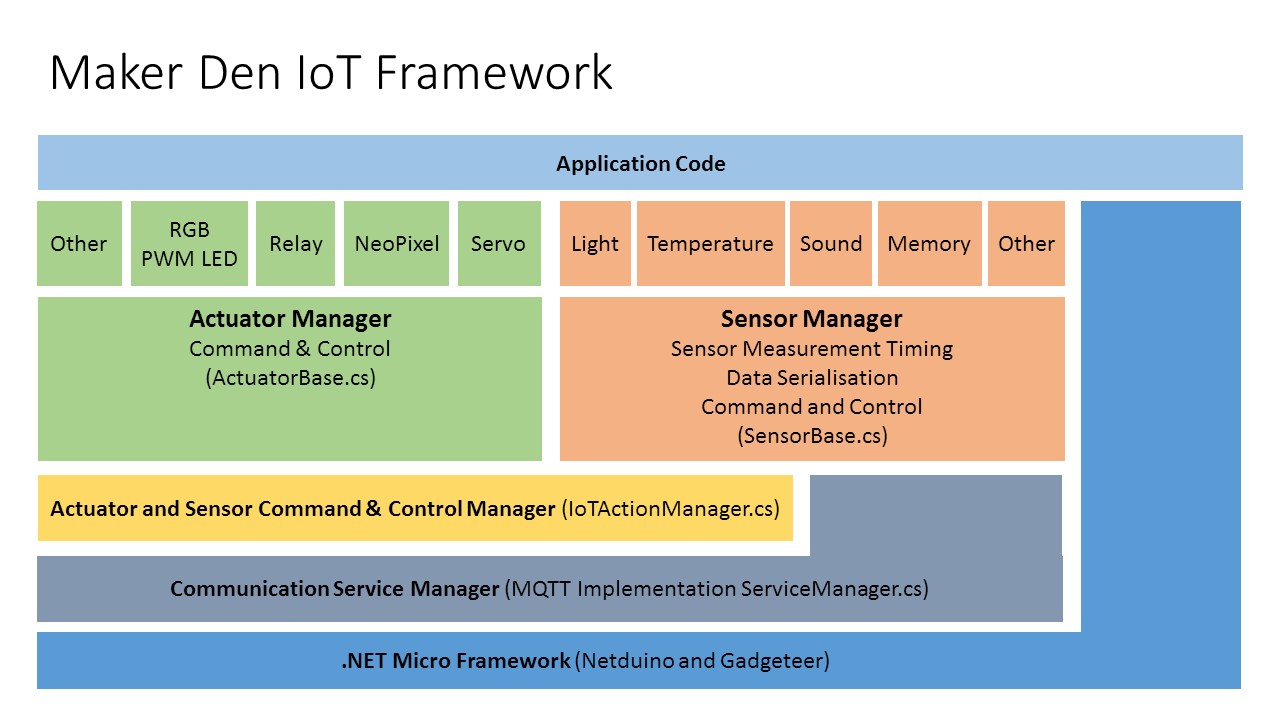 Maker Den IoT Framework
Application Code
Other
RGB
PWM LED
Relay
NeoPixel
Servo
Light
Temperature
Sound
Memory
Other
Actuator Manager
Command & Control
(ActuatorBase.cs)
Sensor Manager
Sensor Measurement Timing
Data Serialisation
Command and Control
(SensorBase.cs)
Actuator and Sensor Command & Control Manager (IoTActionManager.cs)
Communication Service Manager (MQTT Implementation ServiceManager.cs)
.NET Micro Framework (Netduino and Gadgeteer)